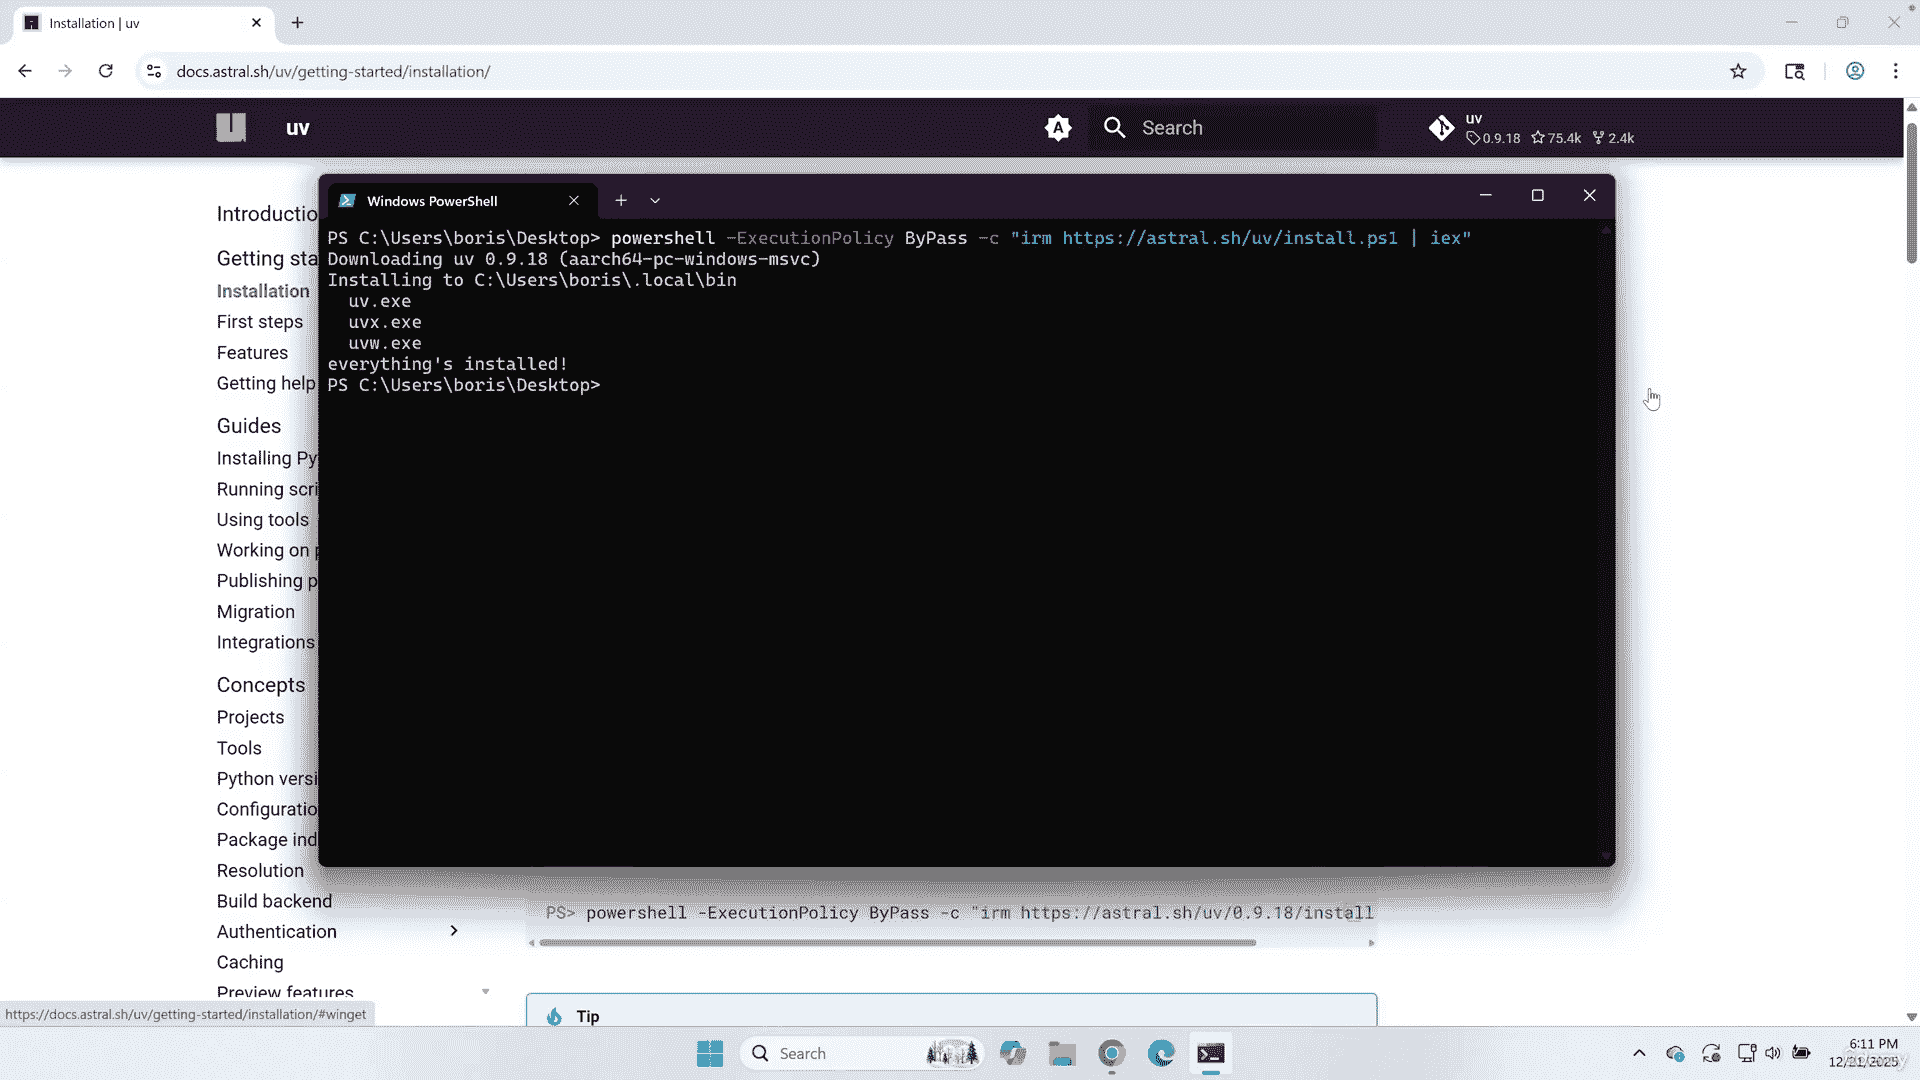 Installation | uv
docs.astral.sh/uv/getting-started/installation/
uv
A
Search
uv
0.9.18 75.4k 2.4k
Windows PowerShell
PS C:\Users\boris\Desktop> powershell -ExecutionPolicy ByPass -c "irm https://astral.sh/uv/install.ps1 | iex"
Downloading uv 0.9.18 (aarch64-pc-windows-msvc)
Installing to C:\Users\boris\.local\bin
uv.exe
uvx.exe
uvw.exe
everything's installed!
PS C:\Users\boris\Desktop>
Introductio
Getting sta
Installation
First steps
Features
Getting help
Guides
Installing Py
Running scri
Using tools
Working on p
Publishing p
Migration
Integrations
Concepts
Projects
Tools
Python versi
Configuratio
Package ind
Resolution
Build backend
Authentication
Caching
Preview features
PS> powershell -ExecutionPolicy ByPass -c "irm https://astral.sh/uv/0.9.18/install
Tip
https://docs.astral.sh/uv/getting-started/installation/#winget
Search
6:11 PM
12/21/2025